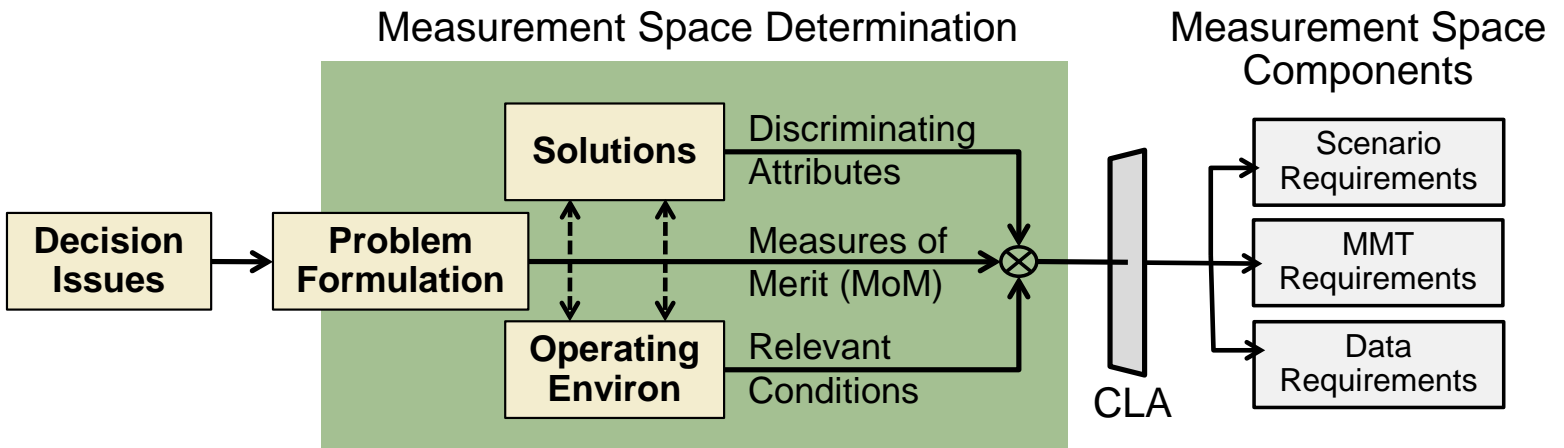 Measurement Space Determination
Measurement Space
Components
Decision
Issues
Problem
Formulation
Solutions
Operating
Environ
Discriminating
Attributes
Measures of
Merit (MoM)
Relevant
Conditions
CLA
Scenario
Requirements
MMT
Requirements
Data
Requirements